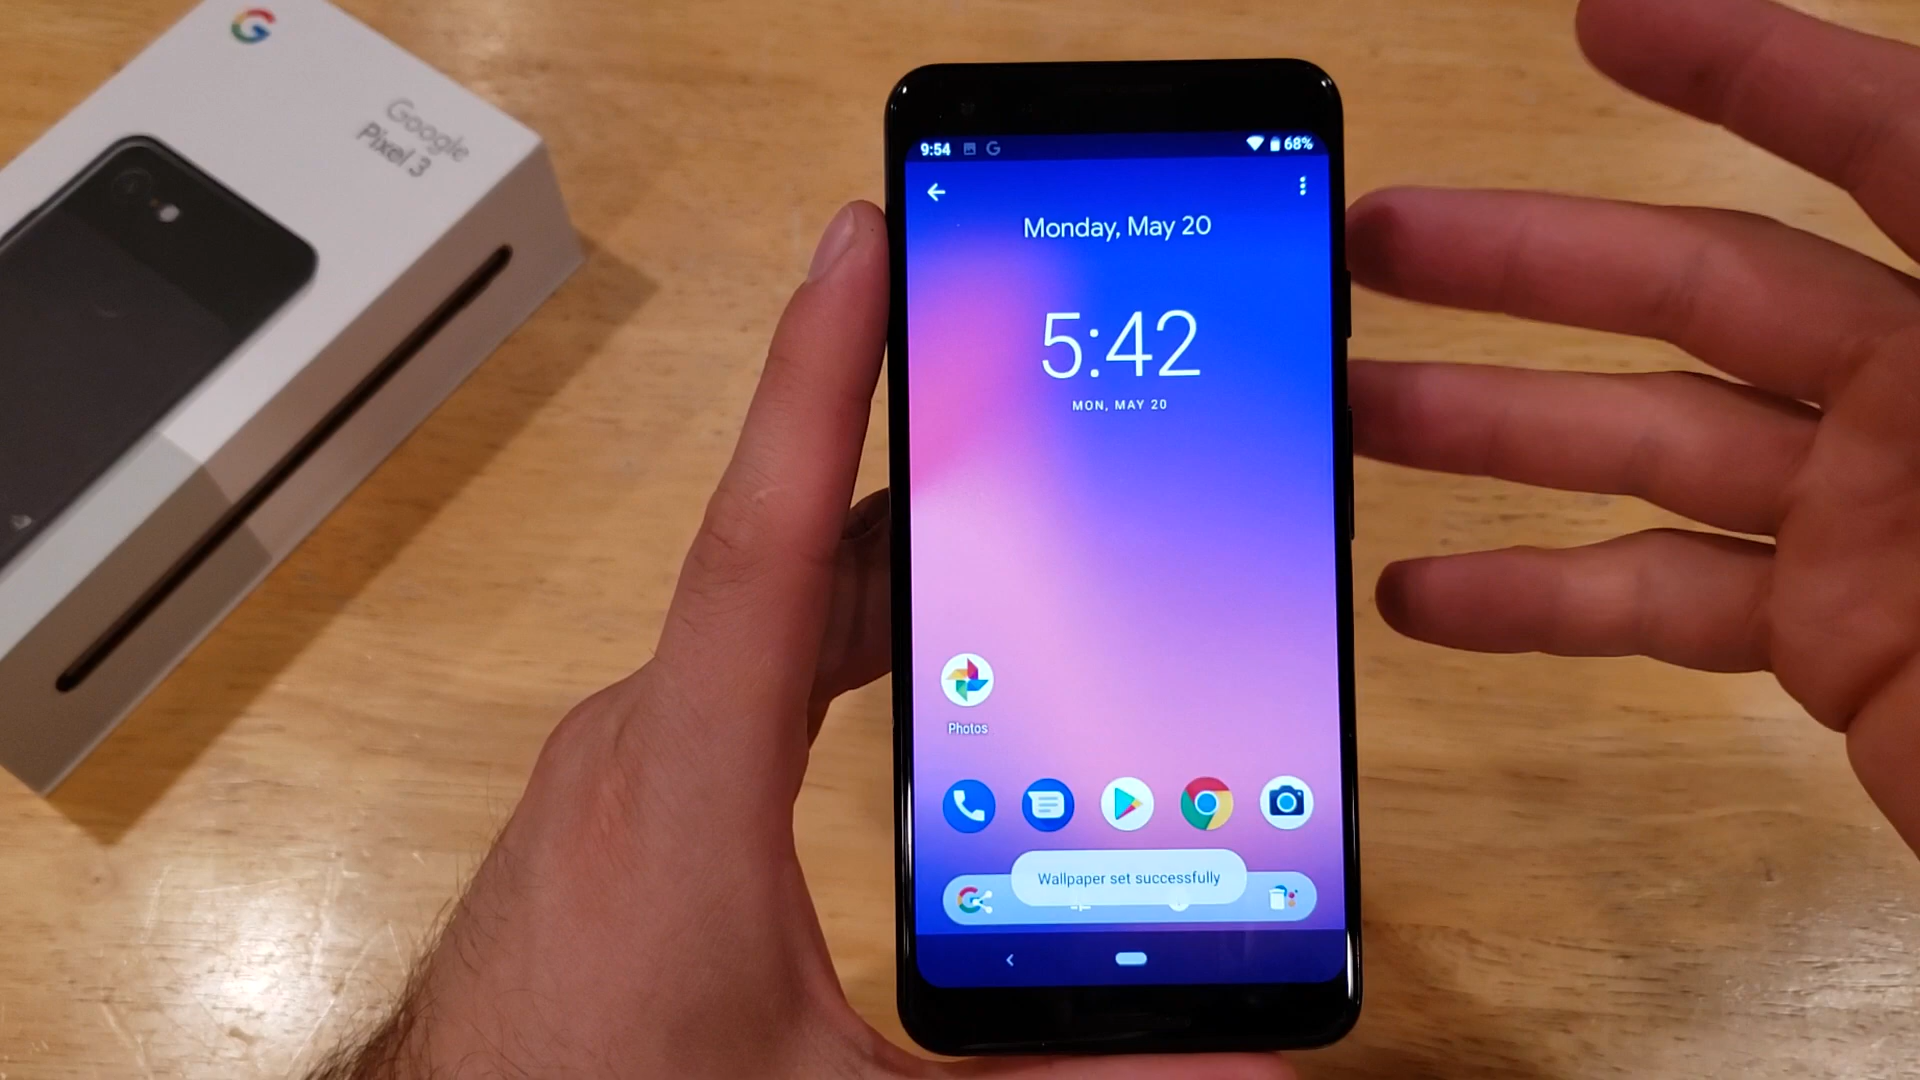 Google
Pixel 3
9:54
68%
Monday, May 20
5:42
MON, MAY 20
Photos
Wallpaper set successfully